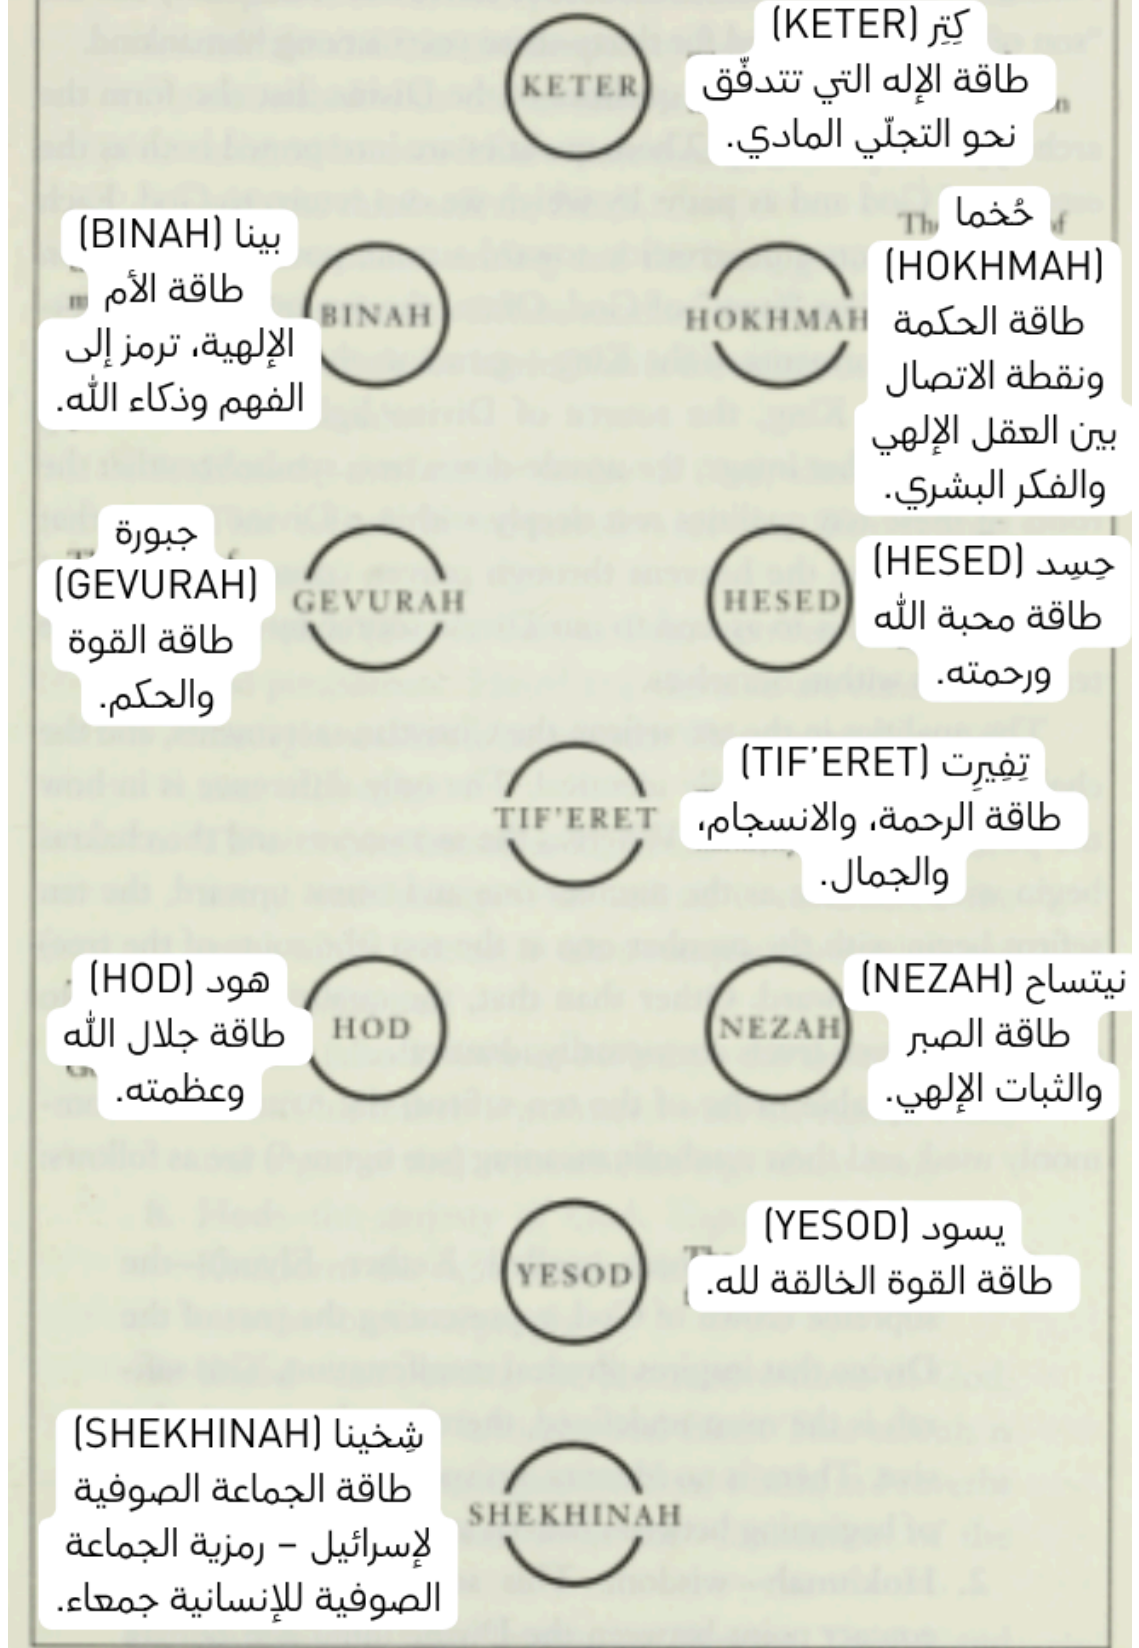 KETER
كِتِر (KETER)
طاقة الإله التي تتدفّق
نحو التجلّي المادي.
بينا (BINAH)
طاقة الأم
الإلهية، ترمز إلى
الفهم وذكاء الله.
BINAH
HOKHMAH
حُخما
(HOKHMAH)
طاقة الحكمة
ونقطة الاتصال
بين العقل الإلهي
والفكر البشري.
جبورة
(GEVURAH)
طاقة القوة
والحكم.
GEVURAH
HESED
حِسِد (HESED)
طاقة محبة الله
ورحمته.
TIF'ERET
تِفِيرِت (TIF'ERET)
طاقة الرحمة، والانسجام،
والجمال.
هود (HOD)
طاقة جلال الله
وعظمته.
HOD
NEZAH
نيتساح (NEZAH)
طاقة الصبر
والثبات الإلهي.
YESOD
يسود (YESOD)
طاقة القوة الخالقة لله.
شِخينا (SHEKHINAH)
طاقة الجماعة الصوفية
لإسرائيل – رمزية الجماعة
الصوفية للإنسانية جمعاء.
SHEKHINAH